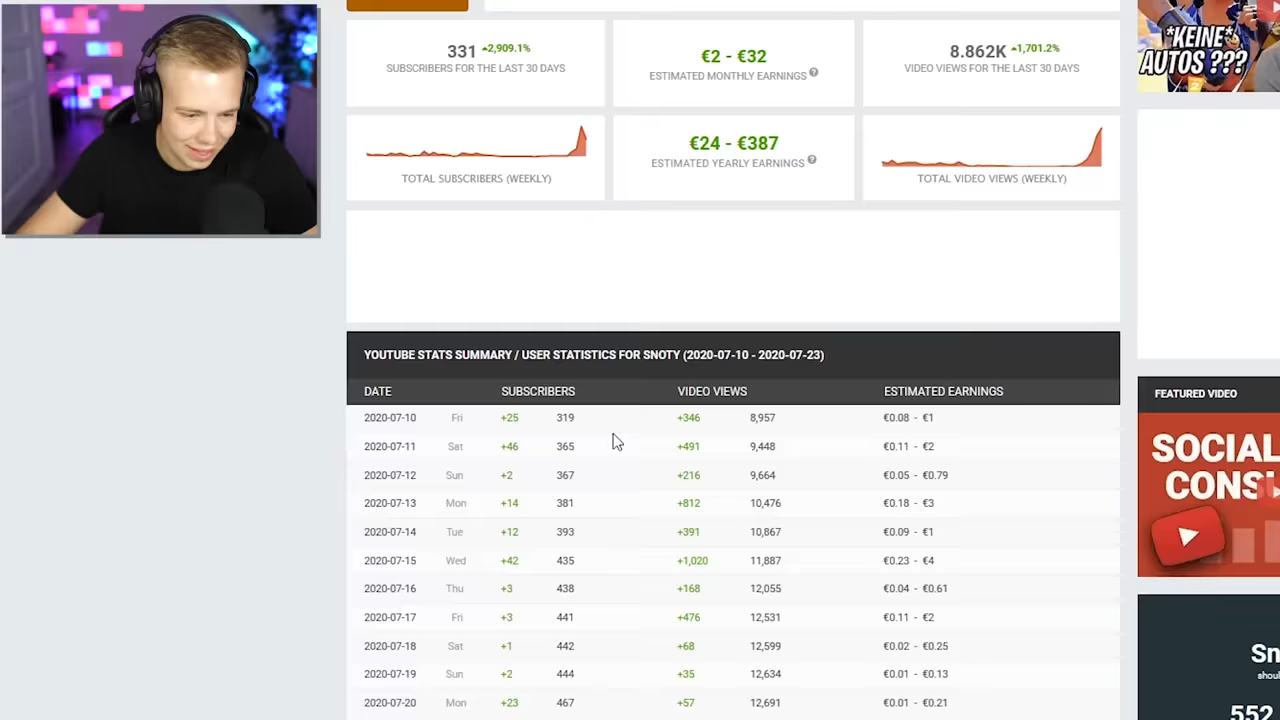 *KEINE*
AUTOS ???
331 2,909.1%
SUBSCRIBERS FOR THE LAST 30 DAYS
€2 - €32
ESTIMATED MONTHLY EARNINGS ?
8.862K 1,701.2%
VIDEO VIEWS FOR THE LAST 30 DAYS
TOTAL SUBSCRIBERS (WEEKLY)
€24 - €387
ESTIMATED YEARLY EARNINGS ?
TOTAL VIDEO VIEWS (WEEKLY)
YOUTUBE STATS SUMMARY / USER STATISTICS FOR SNOTY (2020-07-10 - 2020-07-23)
DATE SUBSCRIBERS VIDEO VIEWS ESTIMATED EARNINGS
2020-07-10 Fri +25 319 +346 8,957 €0.08 - €1
2020-07-11 Sat +46 365 +491 9,448 €0.11 - €2
2020-07-12 Sun +2 367 +216 9,664 €0.05 - €0.79
2020-07-13 Mon +14 381 +812 10,476 €0.18 - €3
2020-07-14 Tue +12 393 +391 10,867 €0.09 - €1
2020-07-15 Wed +42 435 +1,020 11,887 €0.23 - €4
2020-07-16 Thu +3 438 +168 12,055 €0.04 - €0.61
2020-07-17 Fri +3 441 +476 12,531 €0.11 - €2
2020-07-18 Sat +1 442 +68 12,599 €0.02 - €0.25
2020-07-19 Sun +2 444 +35 12,634 €0.01 - €0.13
2020-07-20 Mon +23 467 +57 12,691 €0.01 - €0.21
FEATURED VIDEO
SOCIAL
CONS
Sn
shoul
552